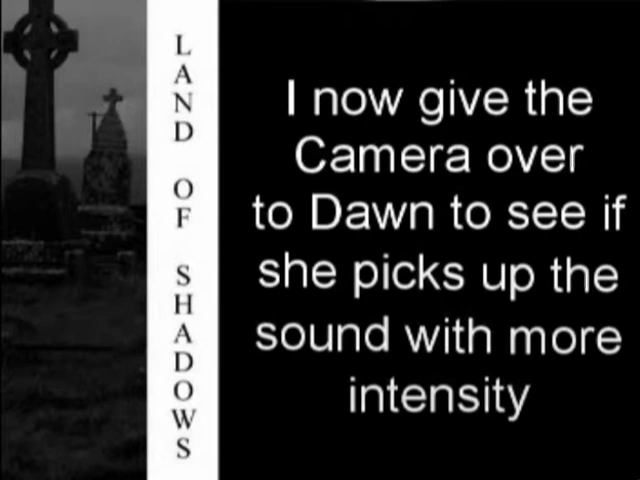 LAND OF SHADOWS
I now give the
Camera over
to Dawn to see if
she picks up the
sound with more
intensity